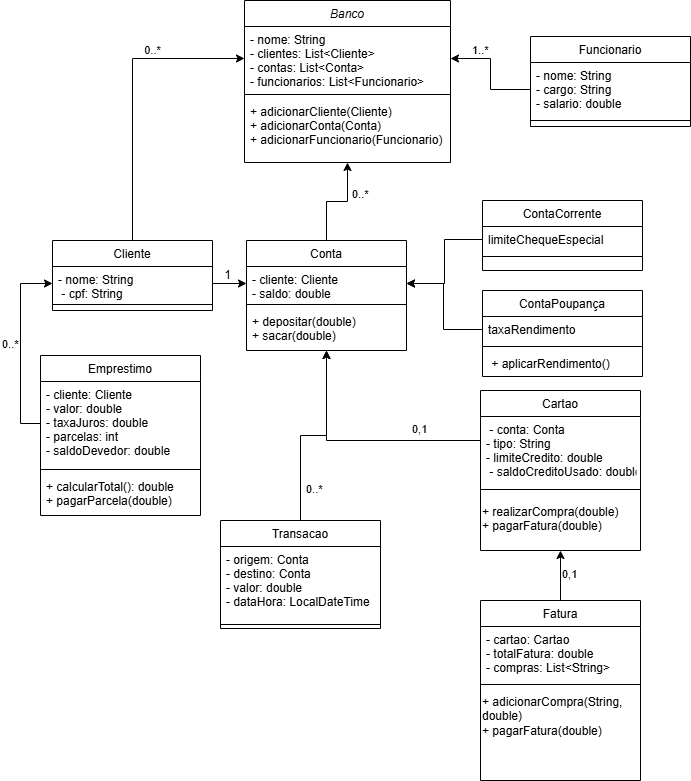 Banco
- nome: String
- clientes: List<Cliente>
- contas: List<Conta>
- funcionarios: List<Funcionario>
+ adicionarCliente(Cliente)
+ adicionarConta(Conta)
+ adicionarFuncionario(Funcionario)
0..*
1..*
Funcionario
- nome: String
- cargo: String
- salario: double
0..*
Cliente
- nome: String
- cpf: String
1
Conta
- cliente: Cliente
- saldo: double
+ depositar(double)
+ sacar(double)
ContaCorrente
limiteChequeEspecial
ContaPoupança
taxaRendimento
+ aplicarRendimento()
0..*
Emprestimo
- cliente: Cliente
- valor: double
- taxaJuros: double
- parcelas: int
- saldoDevedor: double
+ calcularTotal(): double
+ pagarParcela(double)
0,1
Cartao
- conta: Conta
- tipo: String
- limiteCredito: double
- saldoCreditoUsado: doubl
+ realizarCompra(double)
+ pagarFatura(double)
0..*
Transacao
- origem: Conta
- destino: Conta
- valor: double
- dataHora: LocalDateTime
0,1
Fatura
- cartao: Cartao
- totalFatura: double
- compras: List<String>
+ adicionarCompra(String,
double)
+ pagarFatura(double)